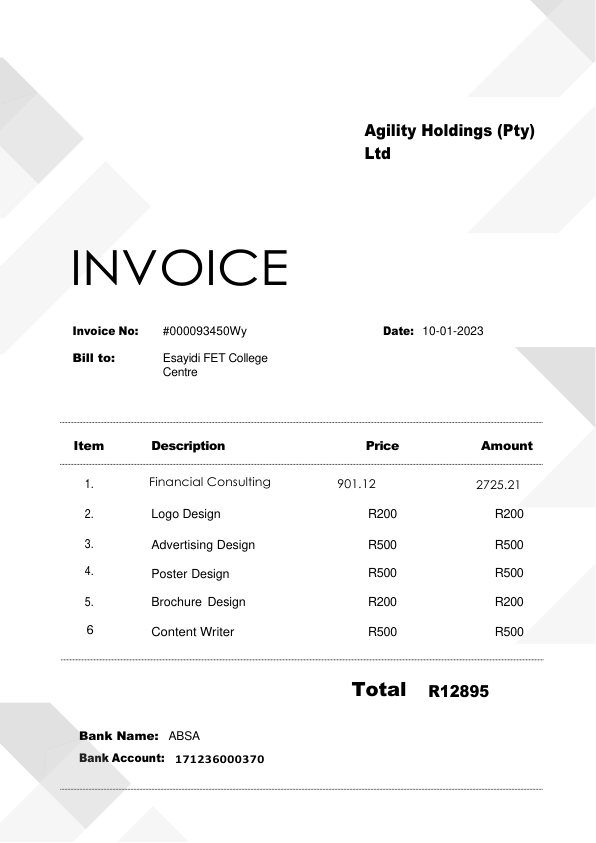 Agility Holdings (Pty)
Ltd
INVOICE
Invoice No: #000093450Wy Date: 10-01-2023
Bill to: Esayidi FET College
Centre
Item Description Price Amount
1. Financial Consulting 901.12 2725.21
2. Logo Design R200 R200
3. Advertising Design R500 R500
4. Poster Design R500 R500
5. Brochure Design R200 R200
6 Content Writer R500 R500
Total R12895
Bank Name: ABSA
Bank Account: 171236000370